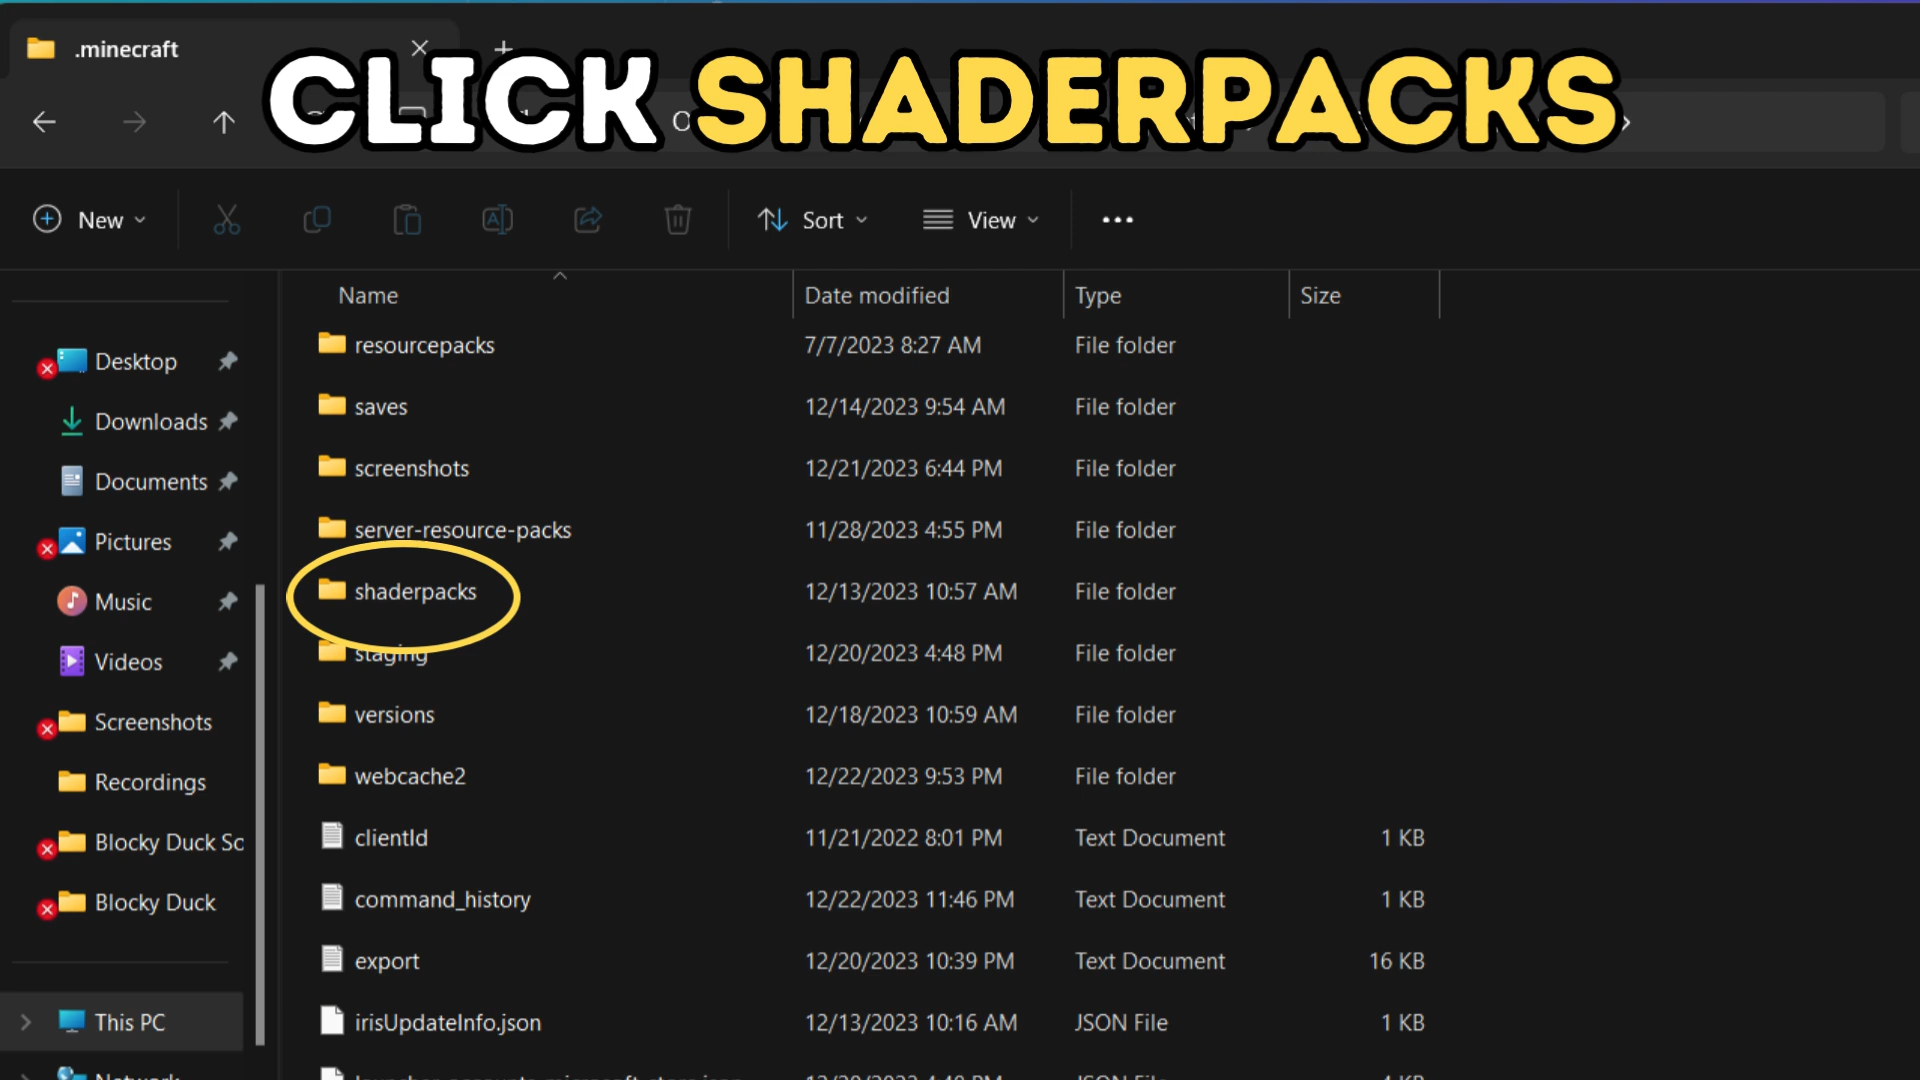 .minecraft
CLICK SHADERPACKS
New
Sort
View
Name Date modified Type Size
resourcepacks 7/7/2023 8:27 AM File folder
saves 12/14/2023 9:54 AM File folder
screenshots 12/21/2023 6:44 PM File folder
server-resource-packs 11/28/2023 4:55 PM File folder
shaderpacks 12/13/2023 10:57 AM File folder
staging 12/20/2023 4:48 PM File folder
versions 12/18/2023 10:59 AM File folder
webcache2 12/22/2023 9:53 PM File folder
clientId 11/21/2022 8:01 PM Text Document 1 KB
command_history 12/22/2023 11:46 PM Text Document 1 KB
export 12/20/2023 10:39 PM Text Document 16 KB
irisUpdateInfo.json 12/13/2023 10:16 AM JSON File 1 KB
Desktop
Downloads
Documents
Pictures
Music
Videos
Screenshots
Recordings
Blocky Duck Sc
Blocky Duck
This PC
Network